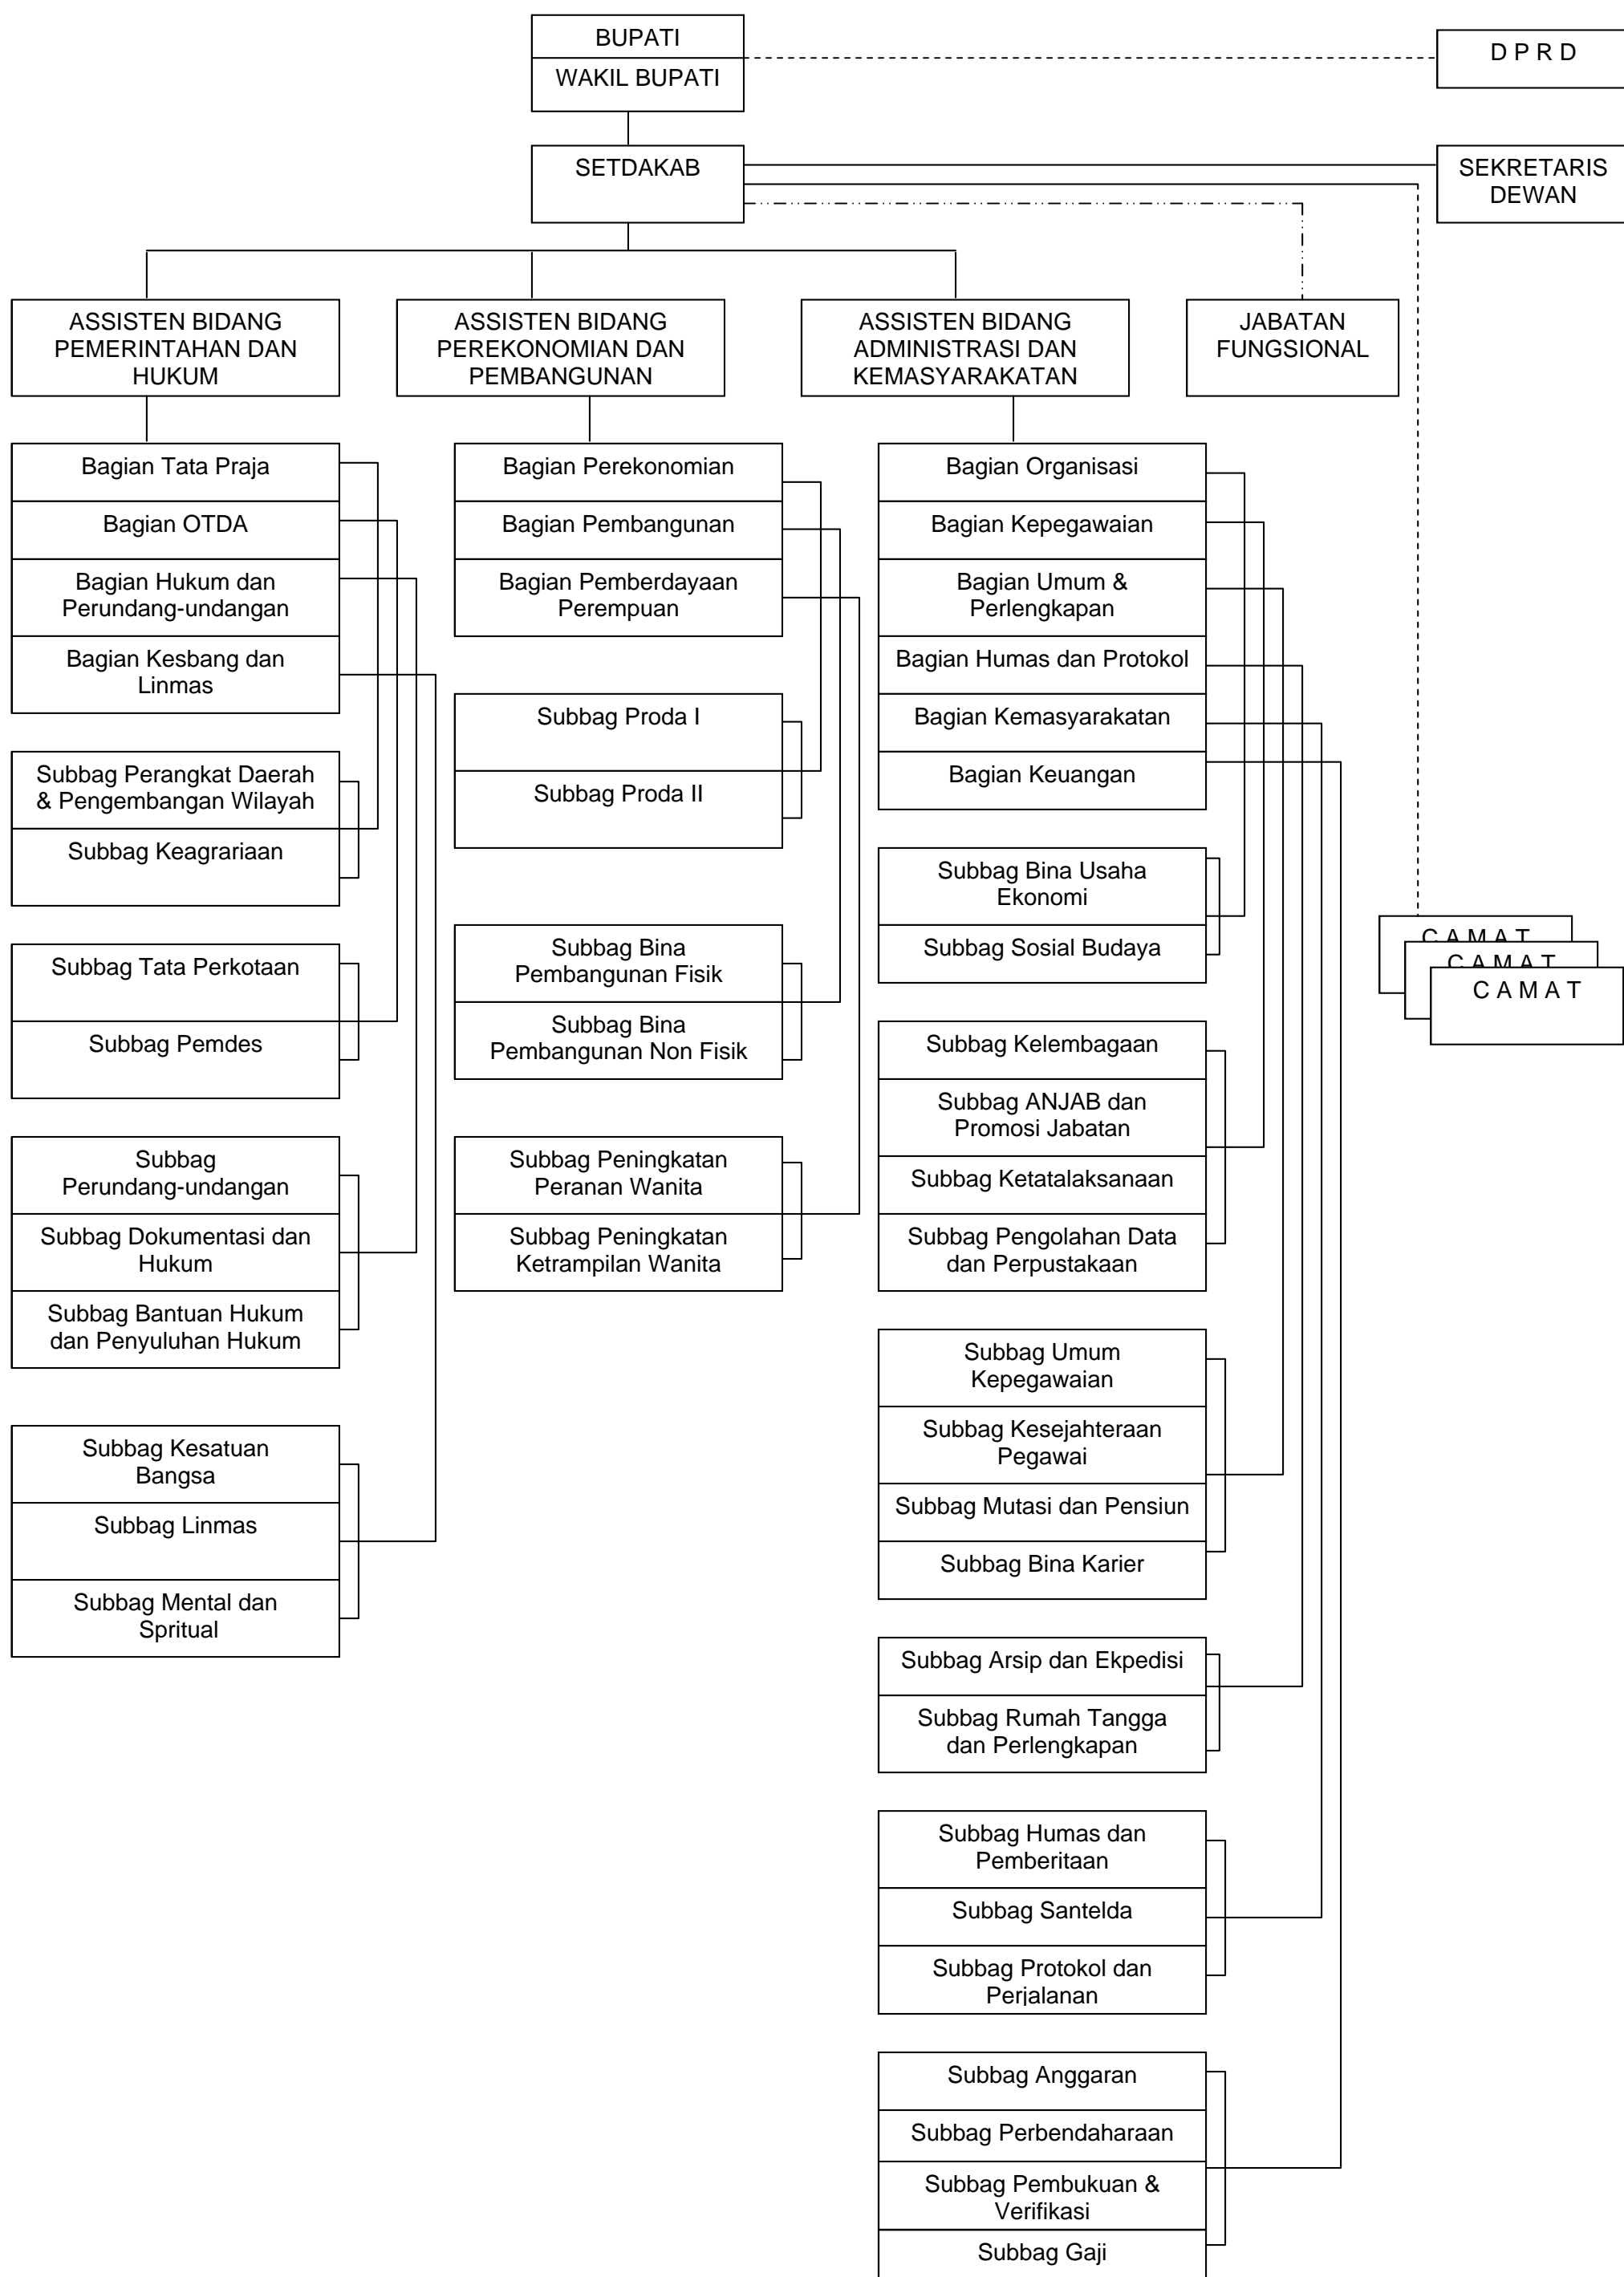 BUPATI
WAKIL BUPATI
D P R D
SETDAKAB
SEKRETARIS
DEWAN
ASSISTEN BIDANG
PEMERINTAHAN DAN
HUKUM
ASSISTEN BIDANG
PEREKONOMIAN DAN
PEMBANGUNAN
ASSISTEN BIDANG
ADMINISTRASI DAN
KEMASYARAKATAN
JABATAN
FUNGSIONAL
Bagian Tata Praja
Bagian OTDA
Bagian Hukum dan
Perundang-undangan
Bagian Kesbang dan
Linmas
Subbag Perangkat Daerah
& Pengembangan Wilayah
Subbag Keagrariaan
Subbag Tata Perkotaan
Subbag Pemdes
Subbag
Perundang-undangan
Subbag Dokumentasi dan
Hukum
Subbag Bantuan Hukum
dan Penyuluhan Hukum
Subbag Kesatuan
Bangsa
Subbag Linmas
Subbag Mental dan
Spritual
Bagian Perekonomian
Bagian Pembangunan
Bagian Pemberdayaan
Perempuan
Subbag Proda I
Subbag Proda II
Subbag Bina
Pembangunan Fisik
Subbag Bina
Pembangunan Non Fisik
Subbag Peningkatan
Peranan Wanita
Subbag Peningkatan
Ketrampilan Wanita
Bagian Organisasi
Bagian Kepegawaian
Bagian Umum &
Perlengkapan
Bagian Humas dan Protokol
Bagian Kemasyarakatan
Bagian Keuangan
Subbag Bina Usaha
Ekonomi
Subbag Sosial Budaya
Subbag Kelembagaan
Subbag ANJAB dan
Promosi Jabatan
Subbag Ketatalaksanaan
Subbag Pengolahan Data
dan Perpustakaan
Subbag Umum
Kepegawaian
Subbag Kesejahteraan
Pegawai
Subbag Mutasi dan Pensiun
Subbag Bina Karier
Subbag Arsip dan Ekpedisi
Subbag Rumah Tangga
dan Perlengkapan
Subbag Humas dan
Pemberitaan
Subbag Santelda
Subbag Protokol dan
Perjalanan
Subbag Anggaran
Subbag Perbendaharaan
Subbag Pembukuan &
Verifikasi
Subbag Gaji
C A M A T
C A M A T
C A M A T